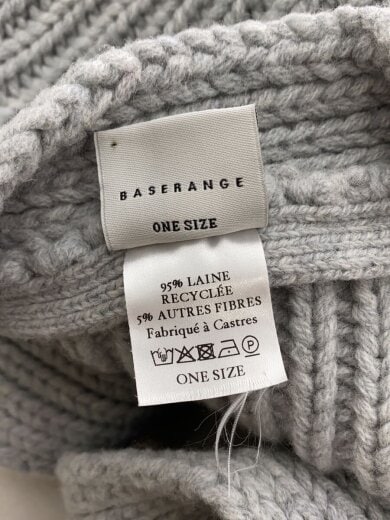 BASERANGE
ONE SIZE
95% LAINE
RECYCLÉE
5% AUTRES FIBRES
Fabriqué à Castres
ONE SIZE